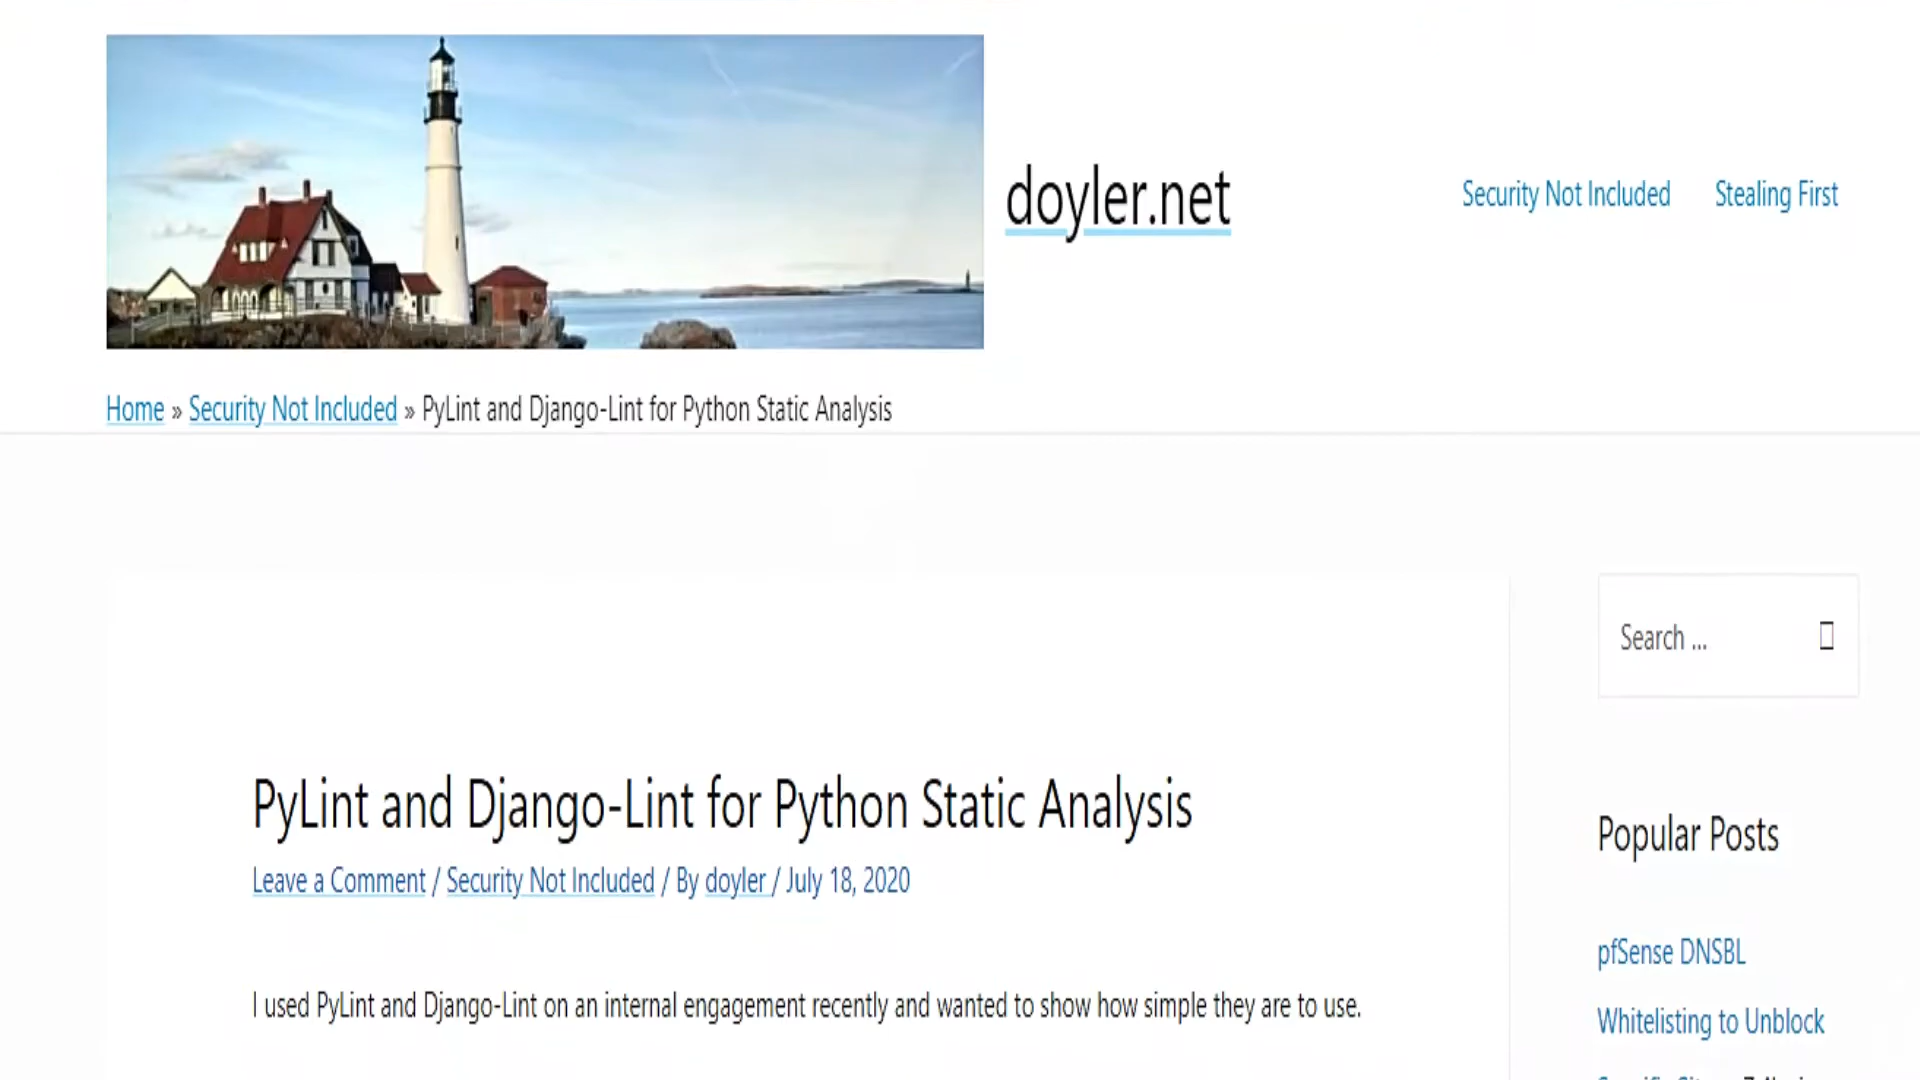 doyler.net
Security Not Included
Stealing First
Home » Security Not Included » PyLint and Django-Lint for Python Static Analysis
Search ...
PyLint and Django-Lint for Python Static Analysis
Leave a Comment / Security Not Included / By doyler / July 18, 2020
I used PyLint and Django-Lint on an internal engagement recently and wanted to show how simple they are to use.
Popular Posts
pfSense DNSBL
Whitelisting to Unblock